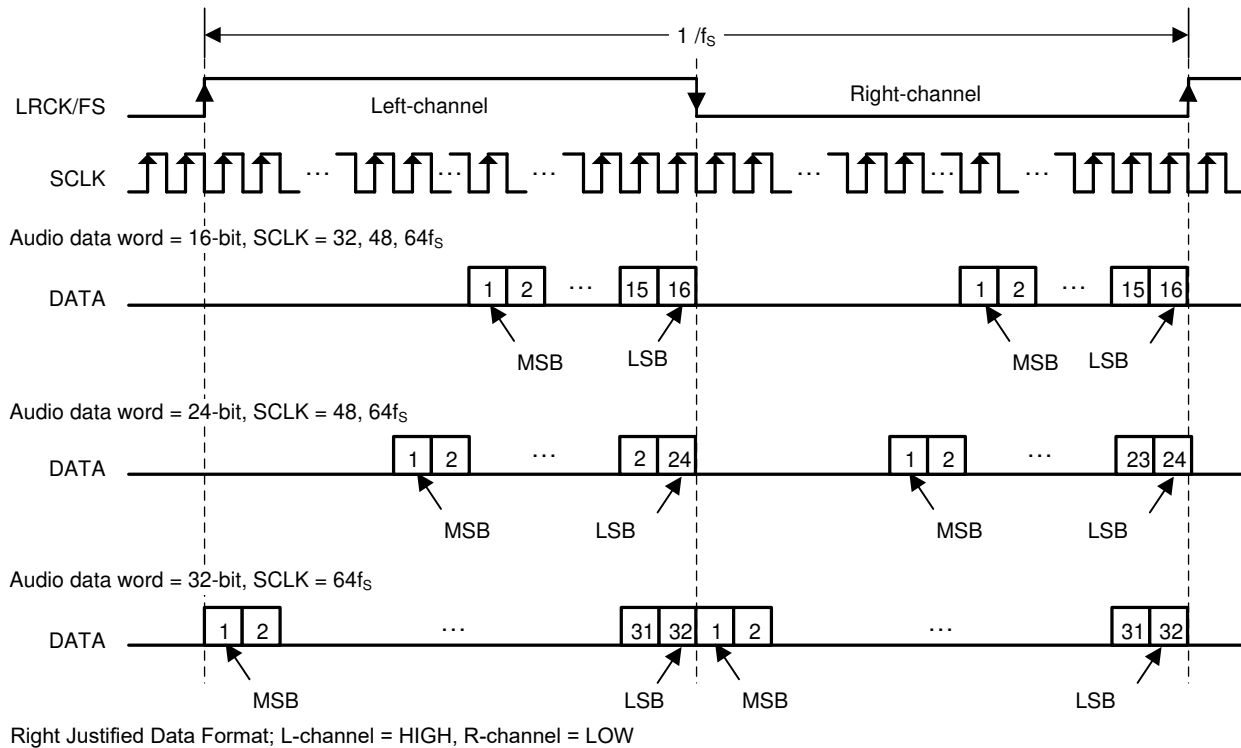 1 /fS
LRCK/FS
Left-channel
Right-channel
SCLK
... ... ... ... ... ...
Audio data word = 16-bit, SCLK = 32, 48, 64fS
DATA
1 2 ... 15 16 1 2 ... 15 16
MSB LSB MSB LSB
Audio data word = 24-bit, SCLK = 48, 64fS
DATA
1 2 ... 2 24 1 2 ... 23 24
MSB LSB MSB LSB
Audio data word = 32-bit, SCLK = 64fS
DATA
1 2 ... 31 32 1 2 ... 31 32
MSB LSB MSB LSB
Right Justified Data Format; L-channel = HIGH, R-channel = LOW